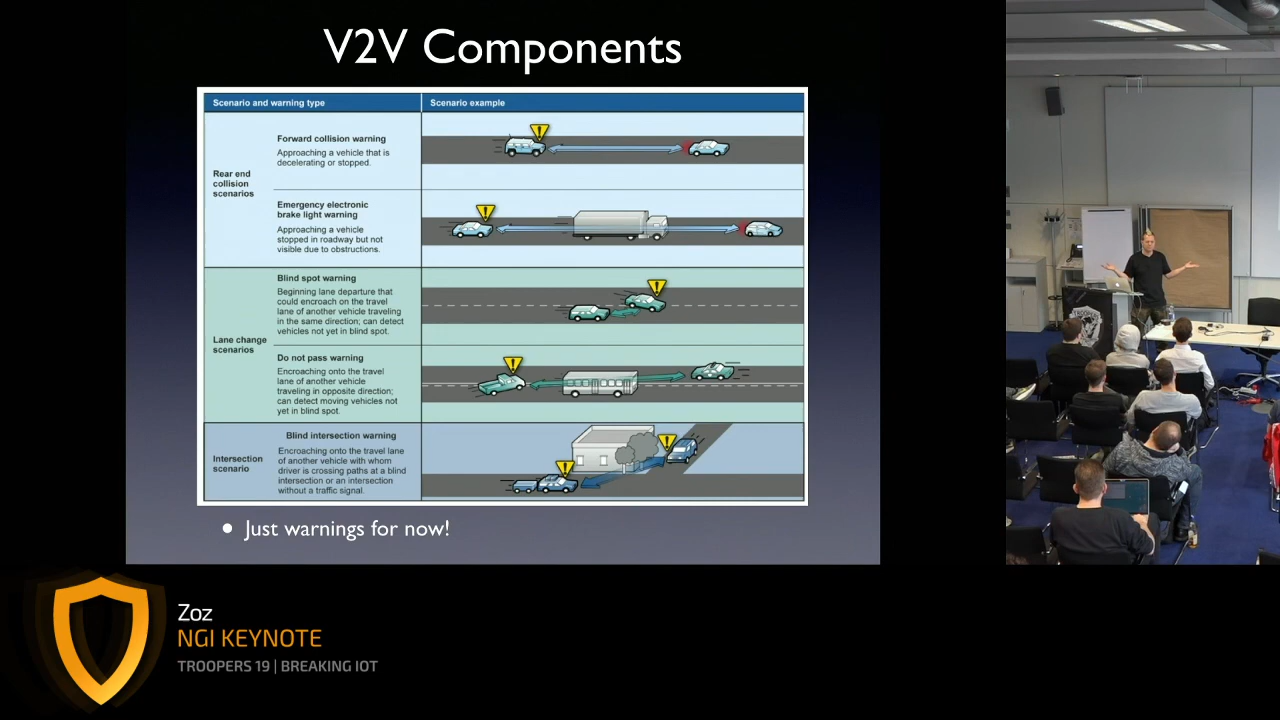 V2V Components
Scenario and warning type
Scenario example
Rear end
collision
scenarios
Forward collision warning
Approaching a vehicle that is
decelerating or stopped.
Emergency electronic
brake light warning
Approaching a vehicle
stopped in roadway but not
visible due to obstructions.
Lane change
scenarios
Blind spot warning
Beginning lane departure that
could encroach on the travel
lane of another vehicle traveling
in the same direction; can detect
vehicles not yet in blind spot.
Do not pass warning
Encroaching onto the travel
lane of another vehicle
traveling in opposite direction;
can detect moving vehicles not
yet in blind spot.
Intersection
scenario
Blind intersection warning
Encroaching onto the travel lane
of another vehicle with whom
driver is crossing paths at a blind
intersection or an intersection
without a traffic signal.
• Just warnings for now!
Zoz
NGI KEYNOTE
TROOPERS 19 | BREAKING IOT